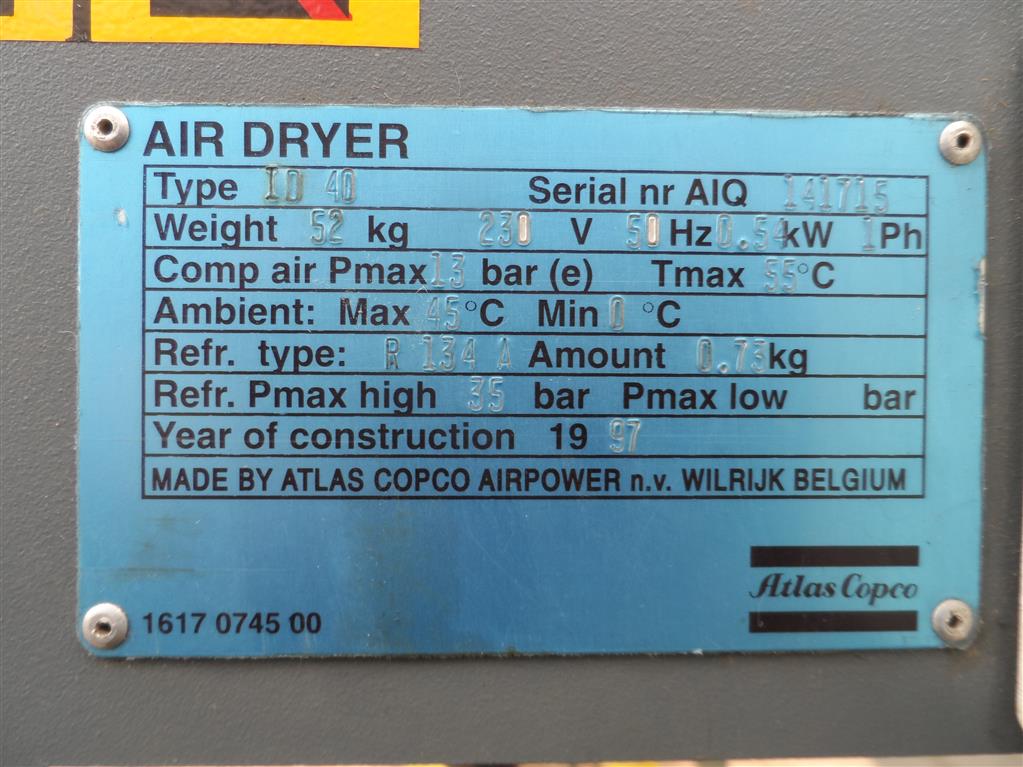 AIR DRYER
Type ID 40 Serial nr AIQ 141715
Weight 52 kg 230 V 50 Hz 0.54 kW 1 Ph
Comp air Pmax 13 bar (e) Tmax 55 °C
Ambient: Max 45 °C Min 0 °C
Refr. type: R 134 A Amount 0.73 kg
Refr. Pmax high 35 bar Pmax low bar
Year of construction 19 97
MADE BY ATLAS COPCO AIRPOWER n.v. WILRIJK BELGIUM
Atlas Copco
1617 0745 00